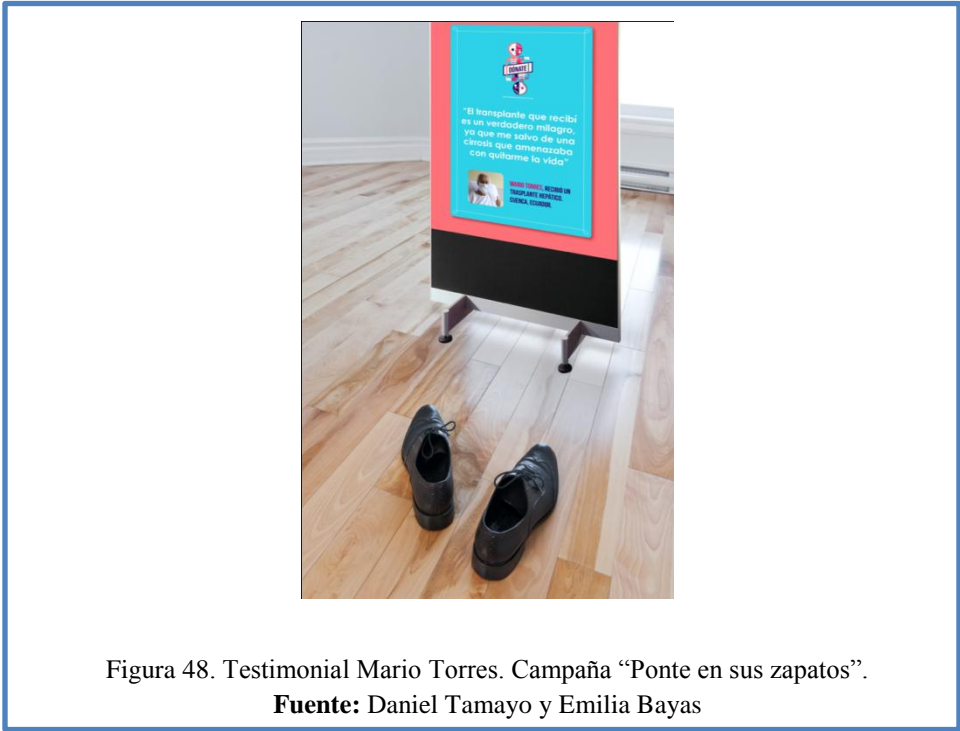 [DÓNATE]
"El transplante que recibí
es un verdadero milagro,
ya que me salvo de una
cirrosis que amenazaba
con quitarme la vida"
MARIO TORRES, RECIBIÓ UN
TRASPLANTE HEPÁTICO.
CUENCA, ECUADOR.
Figura 48. Testimonial Mario Torres. Campaña “Ponte en sus zapatos”.
Fuente: Daniel Tamayo y Emilia Bayas